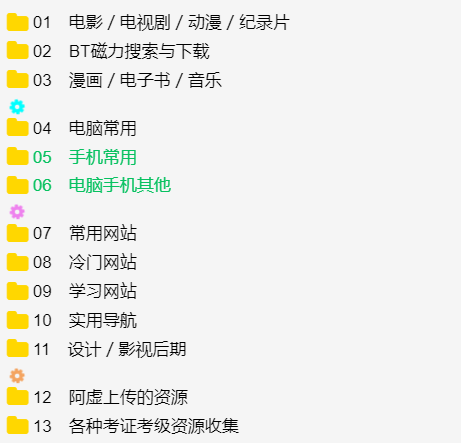 01 电影 / 电视剧 / 动漫 / 纪录片
02 BT磁力搜索与下载
03 漫画 / 电子书 / 音乐
04 电脑常用
05 手机常用
06 电脑手机其他
07 常用网站
08 冷门网站
09 学习网站
10 实用导航
11 设计 / 影视后期
12 阿虚上传的资源
13 各种考证考级资源收集